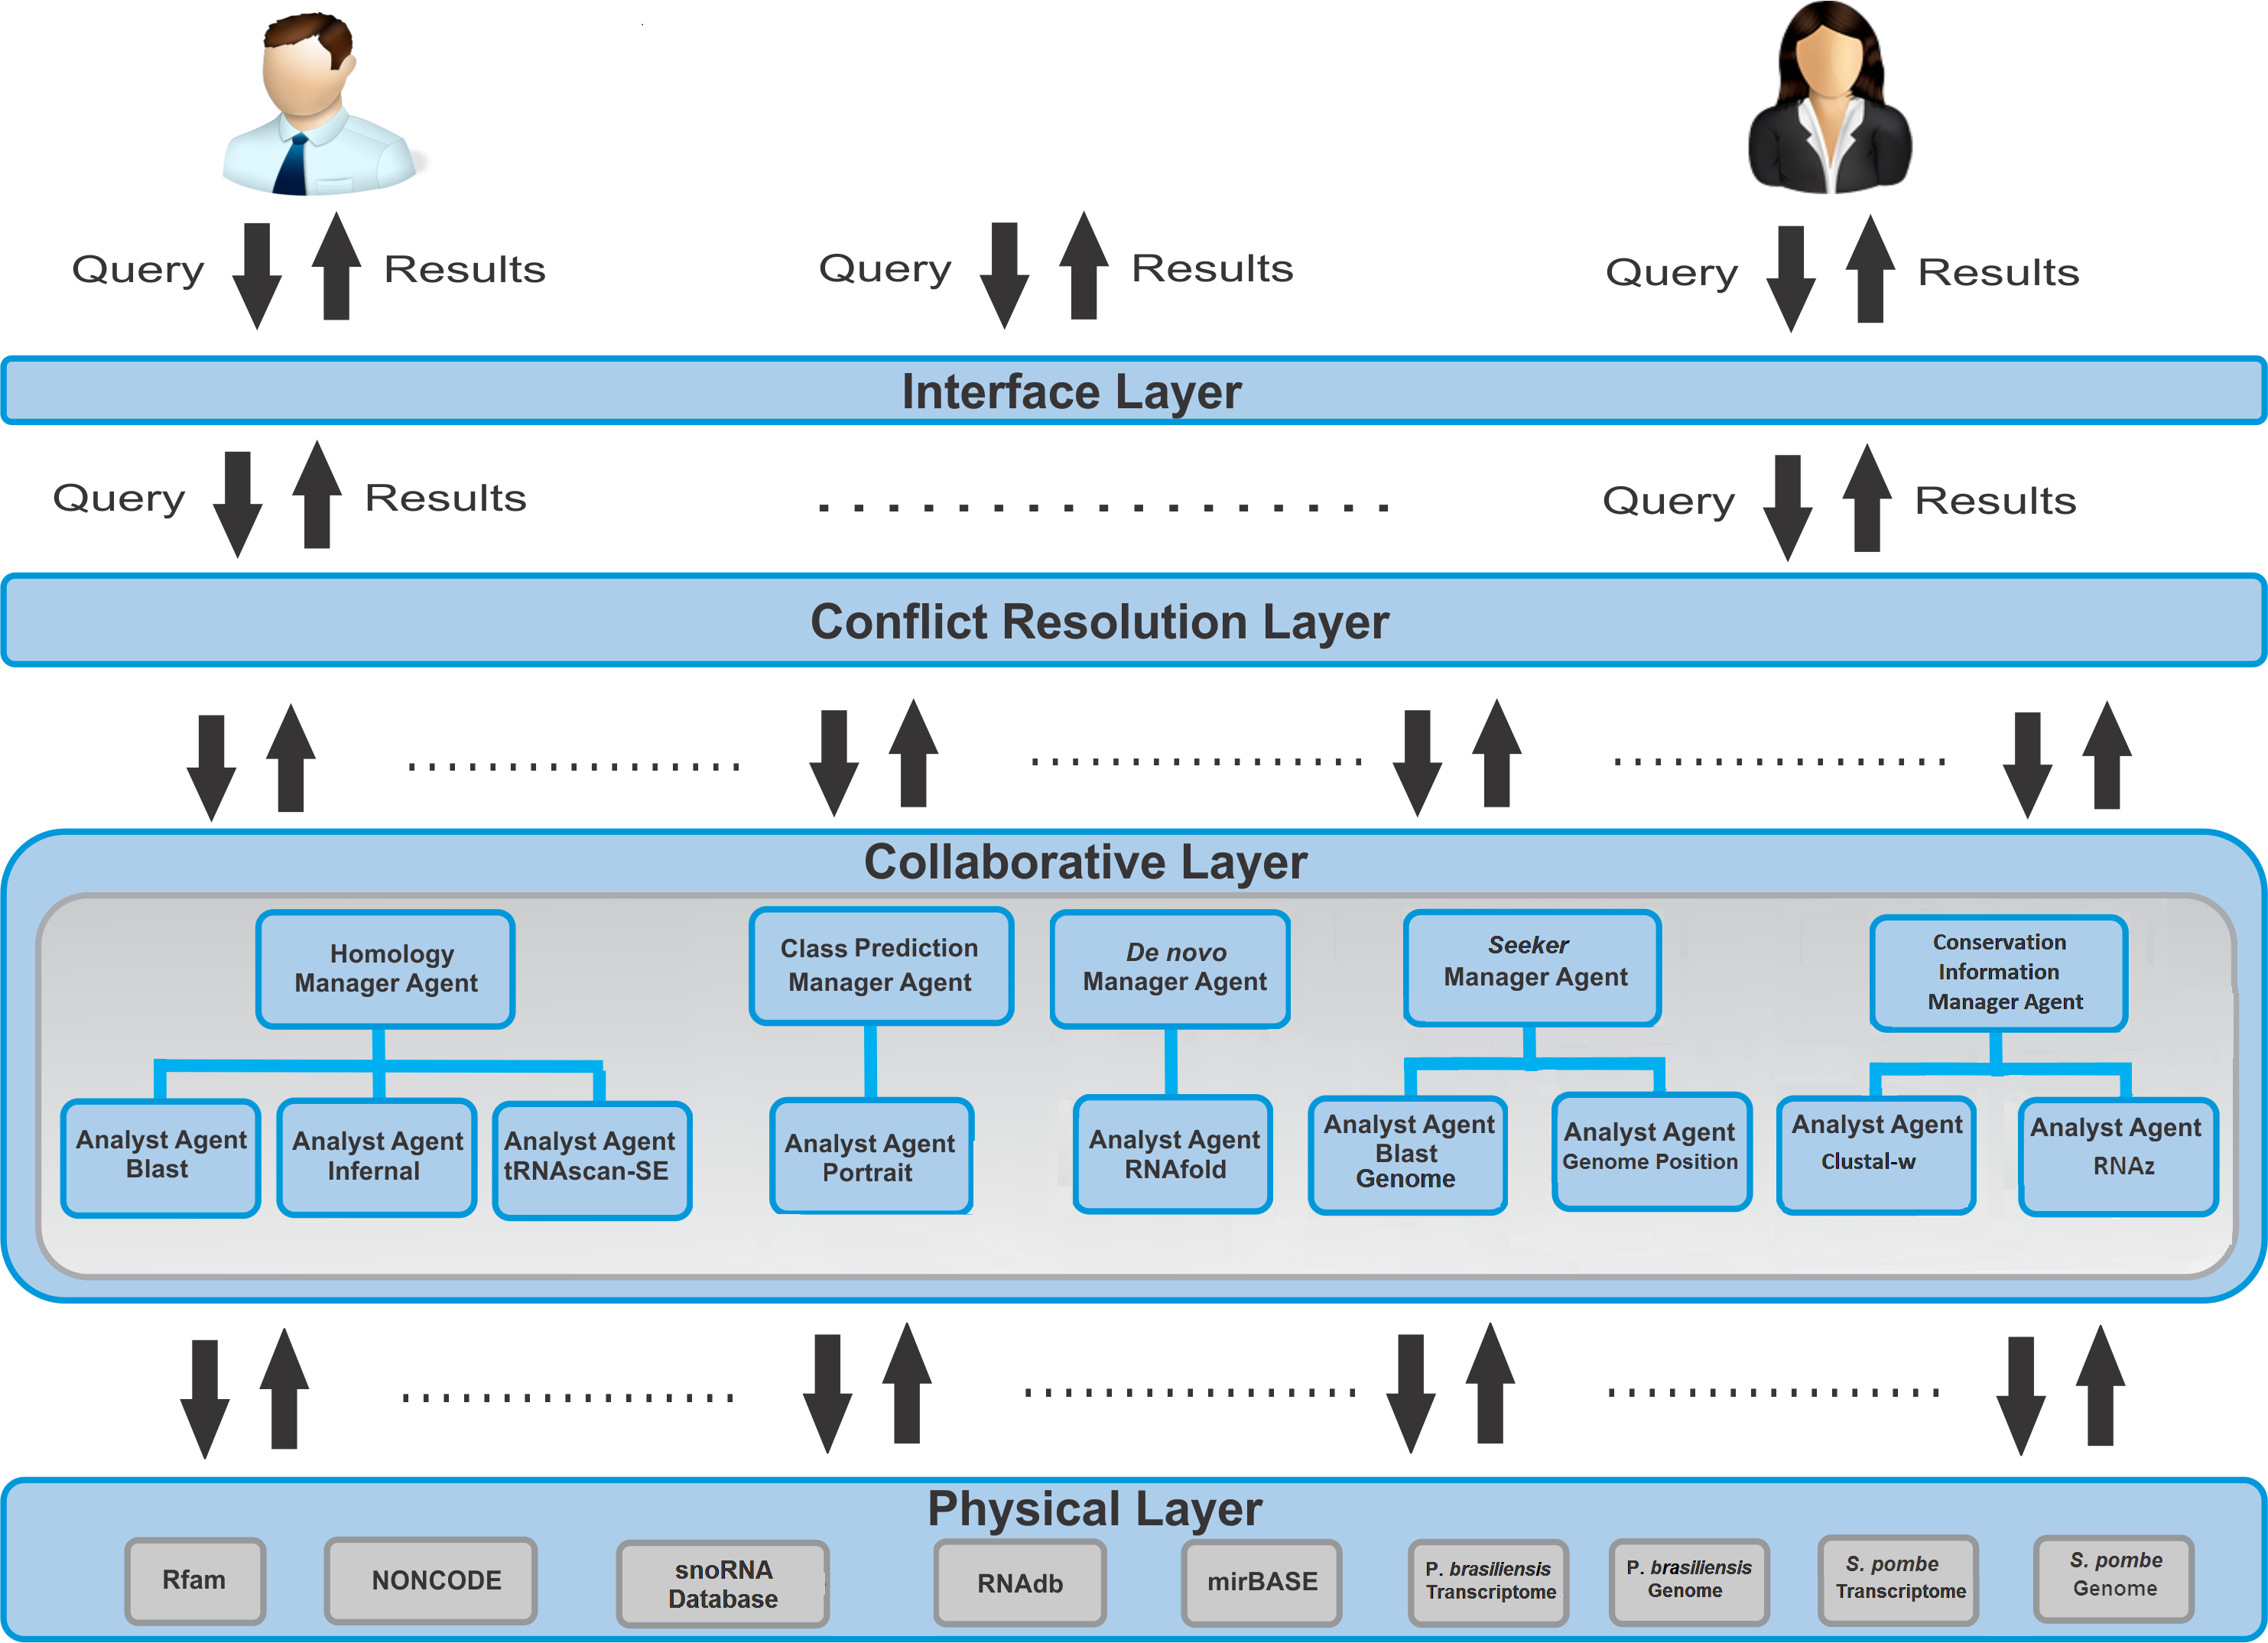 Query Results Query Results Query Results
Interface Layer
Query Results Query Results
Conflict Resolution Layer
Collaborative Layer
Homology
Manager Agent
Class Prediction
Manager Agent
De novo
Manager Agent
Seeker
Manager Agent
Conservation
Information
Manager Agent
Analyst Agent
Blast
Analyst Agent
Infernal
Analyst Agent
tRNAscan-SE
Analyst Agent
Portrait
Analyst Agent
RNAfold
Analyst Agent
Blast
Genome
Analyst Agent
Genome Position
Analyst Agent
Clustal-w
Analyst Agent
RNAz
Physical Layer
Rfam
NONCODE
snoRNA
Database
RNAdb
mirBASE
P. brasiliensis
Transcriptome
P. brasiliensis
Genome
S. pombe
Transcriptome
S. pombe
Genome